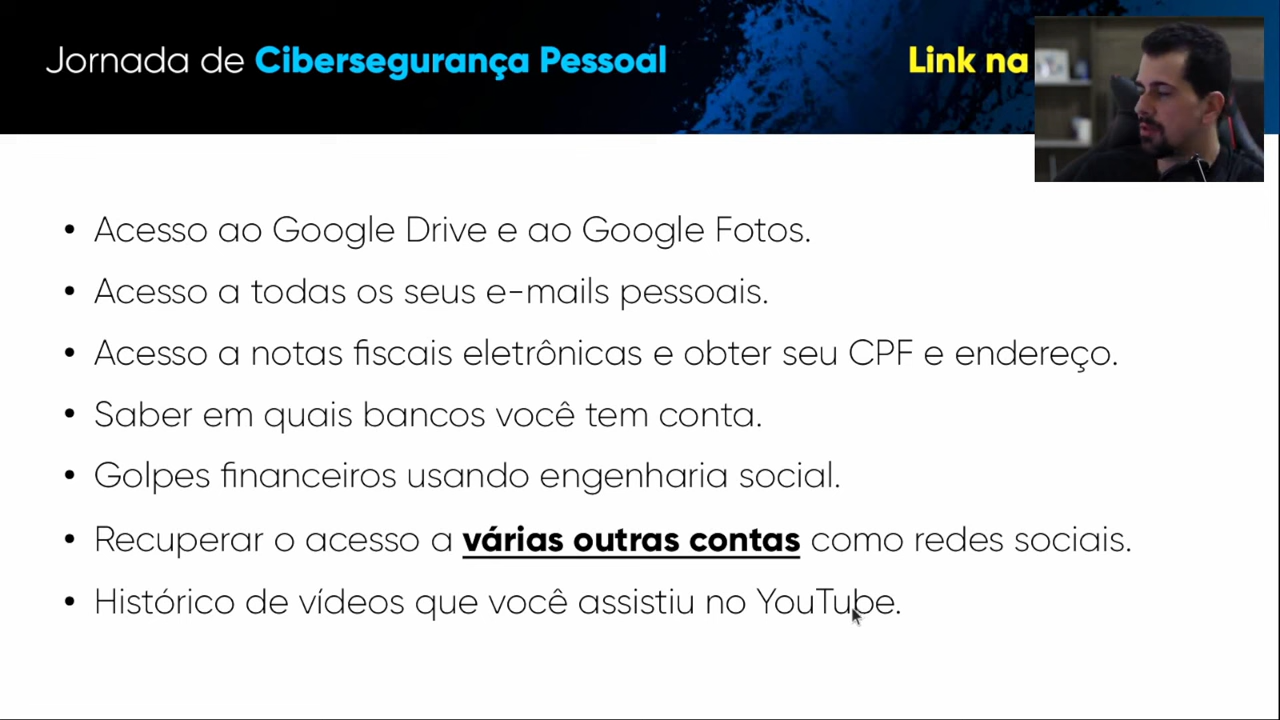 Jornada de Cibersegurança Pessoal
Link na
• Acesso ao Google Drive e ao Google Fotos.
• Acesso a todas os seus e-mails pessoais.
• Acesso a notas fiscais eletrônicas e obter seu CPF e endereço.
• Saber em quais bancos você tem conta.
• Golpes financeiros usando engenharia social.
• Recuperar o acesso a várias outras contas como redes sociais.
• Histórico de vídeos que você assistiu no YouTube.